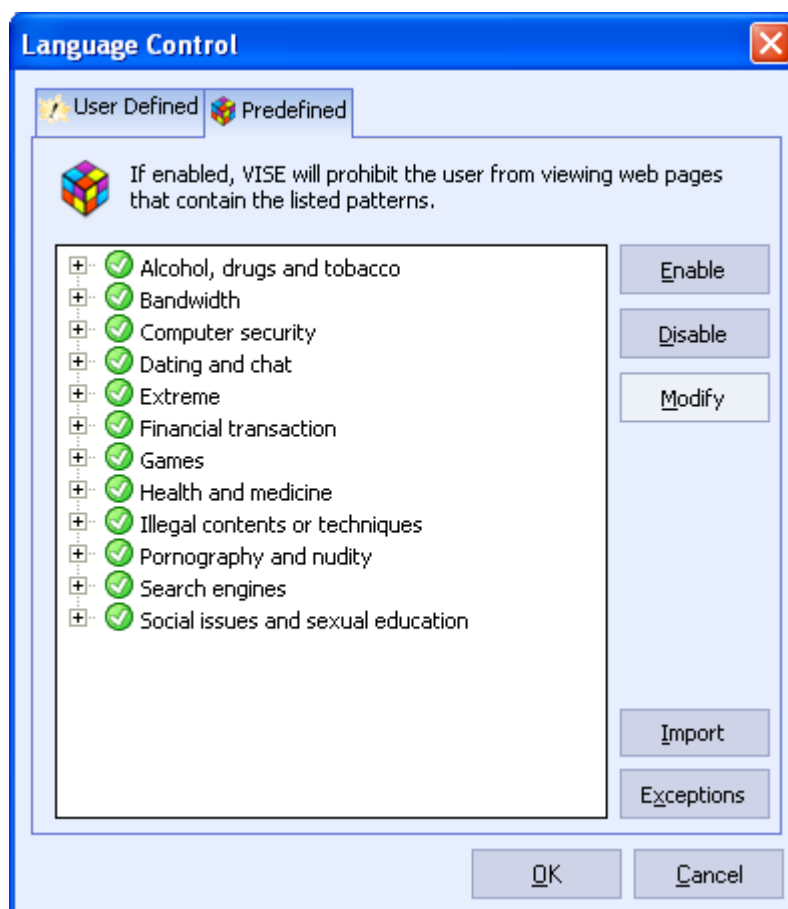 Language Control
User Defined
Predefined
If enabled, VISE will prohibit the user from viewing web pages
that contain the listed patterns.
Alcohol, drugs and tobacco
Bandwidth
Computer security
Dating and chat
Extreme
Financial transaction
Games
Health and medicine
Illegal contents or techniques
Pornography and nudity
Search engines
Social issues and sexual education
Enable
Disable
Modify
Import
Exceptions
OK
Cancel